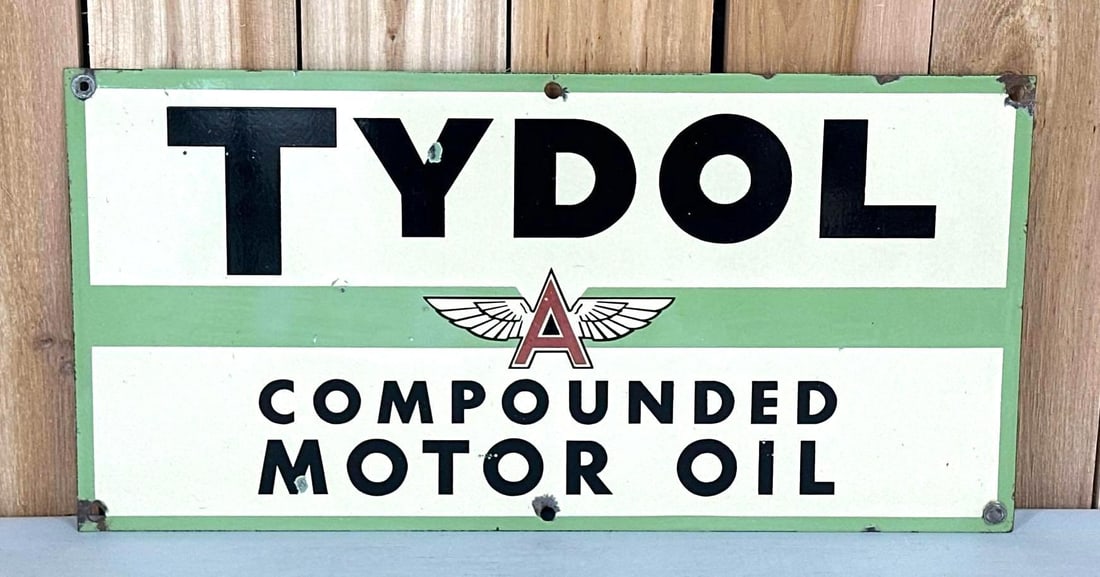 TYDOL
A
COMPOUNDED
MOTOR OIL